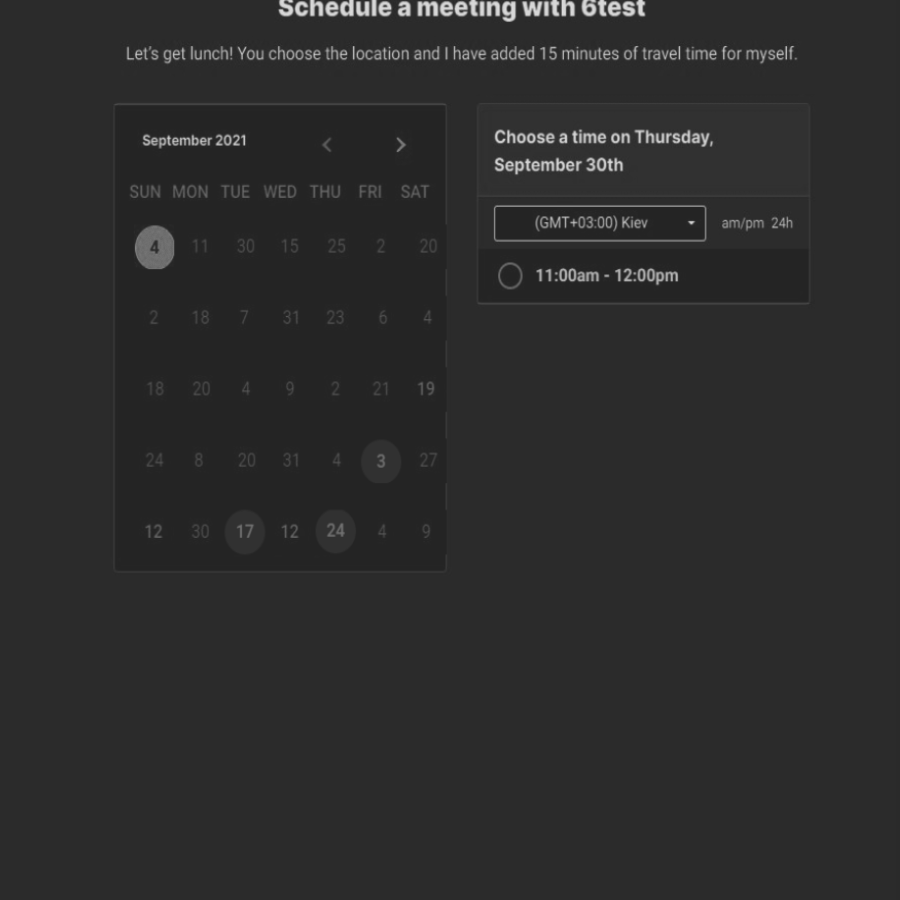 Schedule a meeting with 6test
Let's get lunch! You choose the location and I have added 15 minutes of travel time for myself.
September 2021
SUN MON TUE WED THU FRI SAT
4 11 30 15 25 2 20
2 18 7 31 23 6 4
18 20 4 9 2 21 19
24 8 20 31 4 3 27
12 30 17 12 24 4 9
Choose a time on Thursday,
September 30th
(GMT+03:00) Kiev am/pm 24h
11:00am - 12:00pm